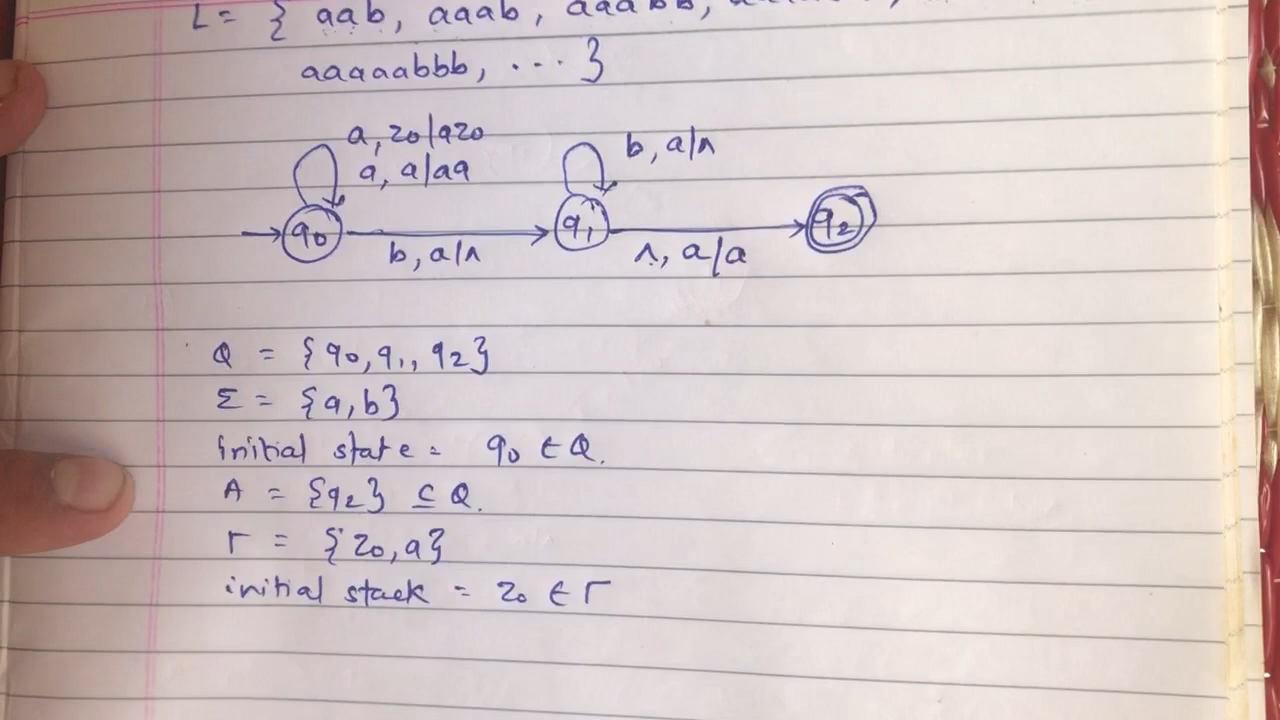 L = { aab, aaab, aaabb,
aaaaabbb, ... }
a, z0/az0
a, a/aa
b, a/^
q0
q1
q2
b, a/^
^, a/a
Q = {q0, q1, q2}
Σ = {a, b}
initial state = q0 ∈ Q.
A = {q2} ⊆ Q.
Γ = {z0, a}
initial stack = z0 ∈ Γ